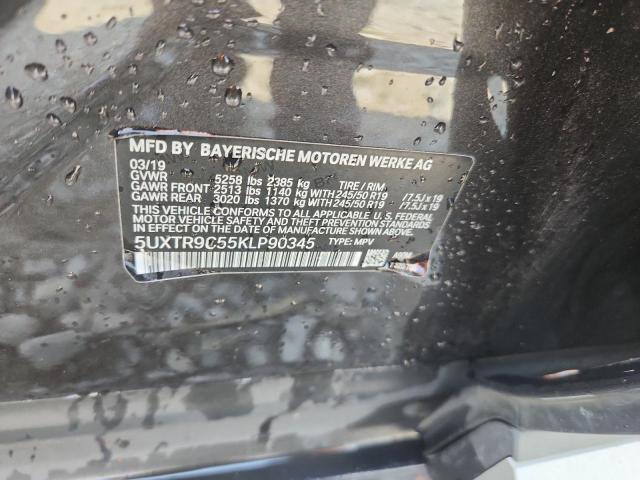 MFD BY BAYERISCHE MOTOREN WERKE AG
03/19
GVWR 5258 lbs 2385 kg TIRE / RIM
GAWR FRONT 2513 lbs 1140 kg WITH 245/50 R19 / 7.5J x 19
GAWR REAR 3020 lbs 1370 kg WITH 245/50 R19 / 7.5J x 19
THIS VEHICLE CONFORMS TO ALL APPLICABLE U.S. FEDERAL
MOTOR VEHICLE SAFETY AND THEFT PREVENTION STANDARDS
IN EFFECT ON THE DATE OF MANUFACTURE SHOWN ABOVE.
5UXTR9C55KLP90345 TYPE: MPV